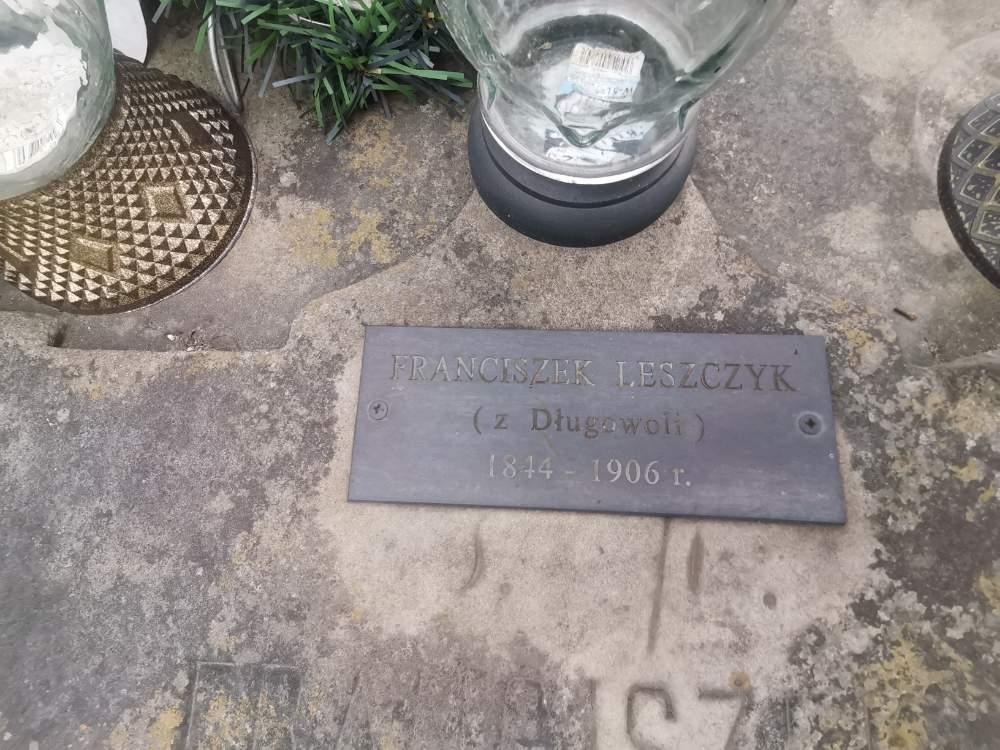 FRANCISZEK LESZCZYK
( z Długowoli )
1844 - 1906 r.